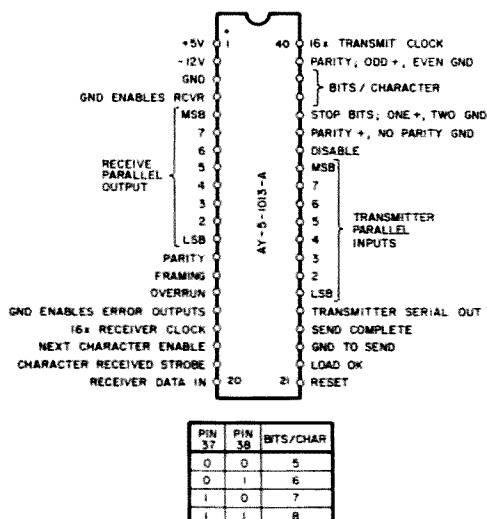 +5V
-12V
GND
GND ENABLES RCVR
MSB
7
6
5
4
3
2
LSB
RECEIVE
PARALLEL
OUTPUT
PARITY
FRAMING
OVERRUN
GND ENABLES ERROR OUTPUTS
16x RECEIVER CLOCK
NEXT CHARACTER ENABLE
CHARACTER RECEIVED STROBE
RECEIVER DATA IN
1
40
20
21
AY-5-1013-A
16x TRANSMIT CLOCK
PARITY; ODD +, EVEN GND
BITS / CHARACTER
STOP BITS; ONE +, TWO GND
PARITY +, NO PARITY GND
DISABLE
MSB
7
6
5
4
3
2
LSB
TRANSMITTER
PARALLEL
INPUTS
TRANSMITTER SERIAL OUT
SEND COMPLETE
GND TO SEND
LOAD OK
RESET
PIN 37 PIN 38 BITS/CHAR
0 0 5
0 1 6
1 0 7
1 1 8